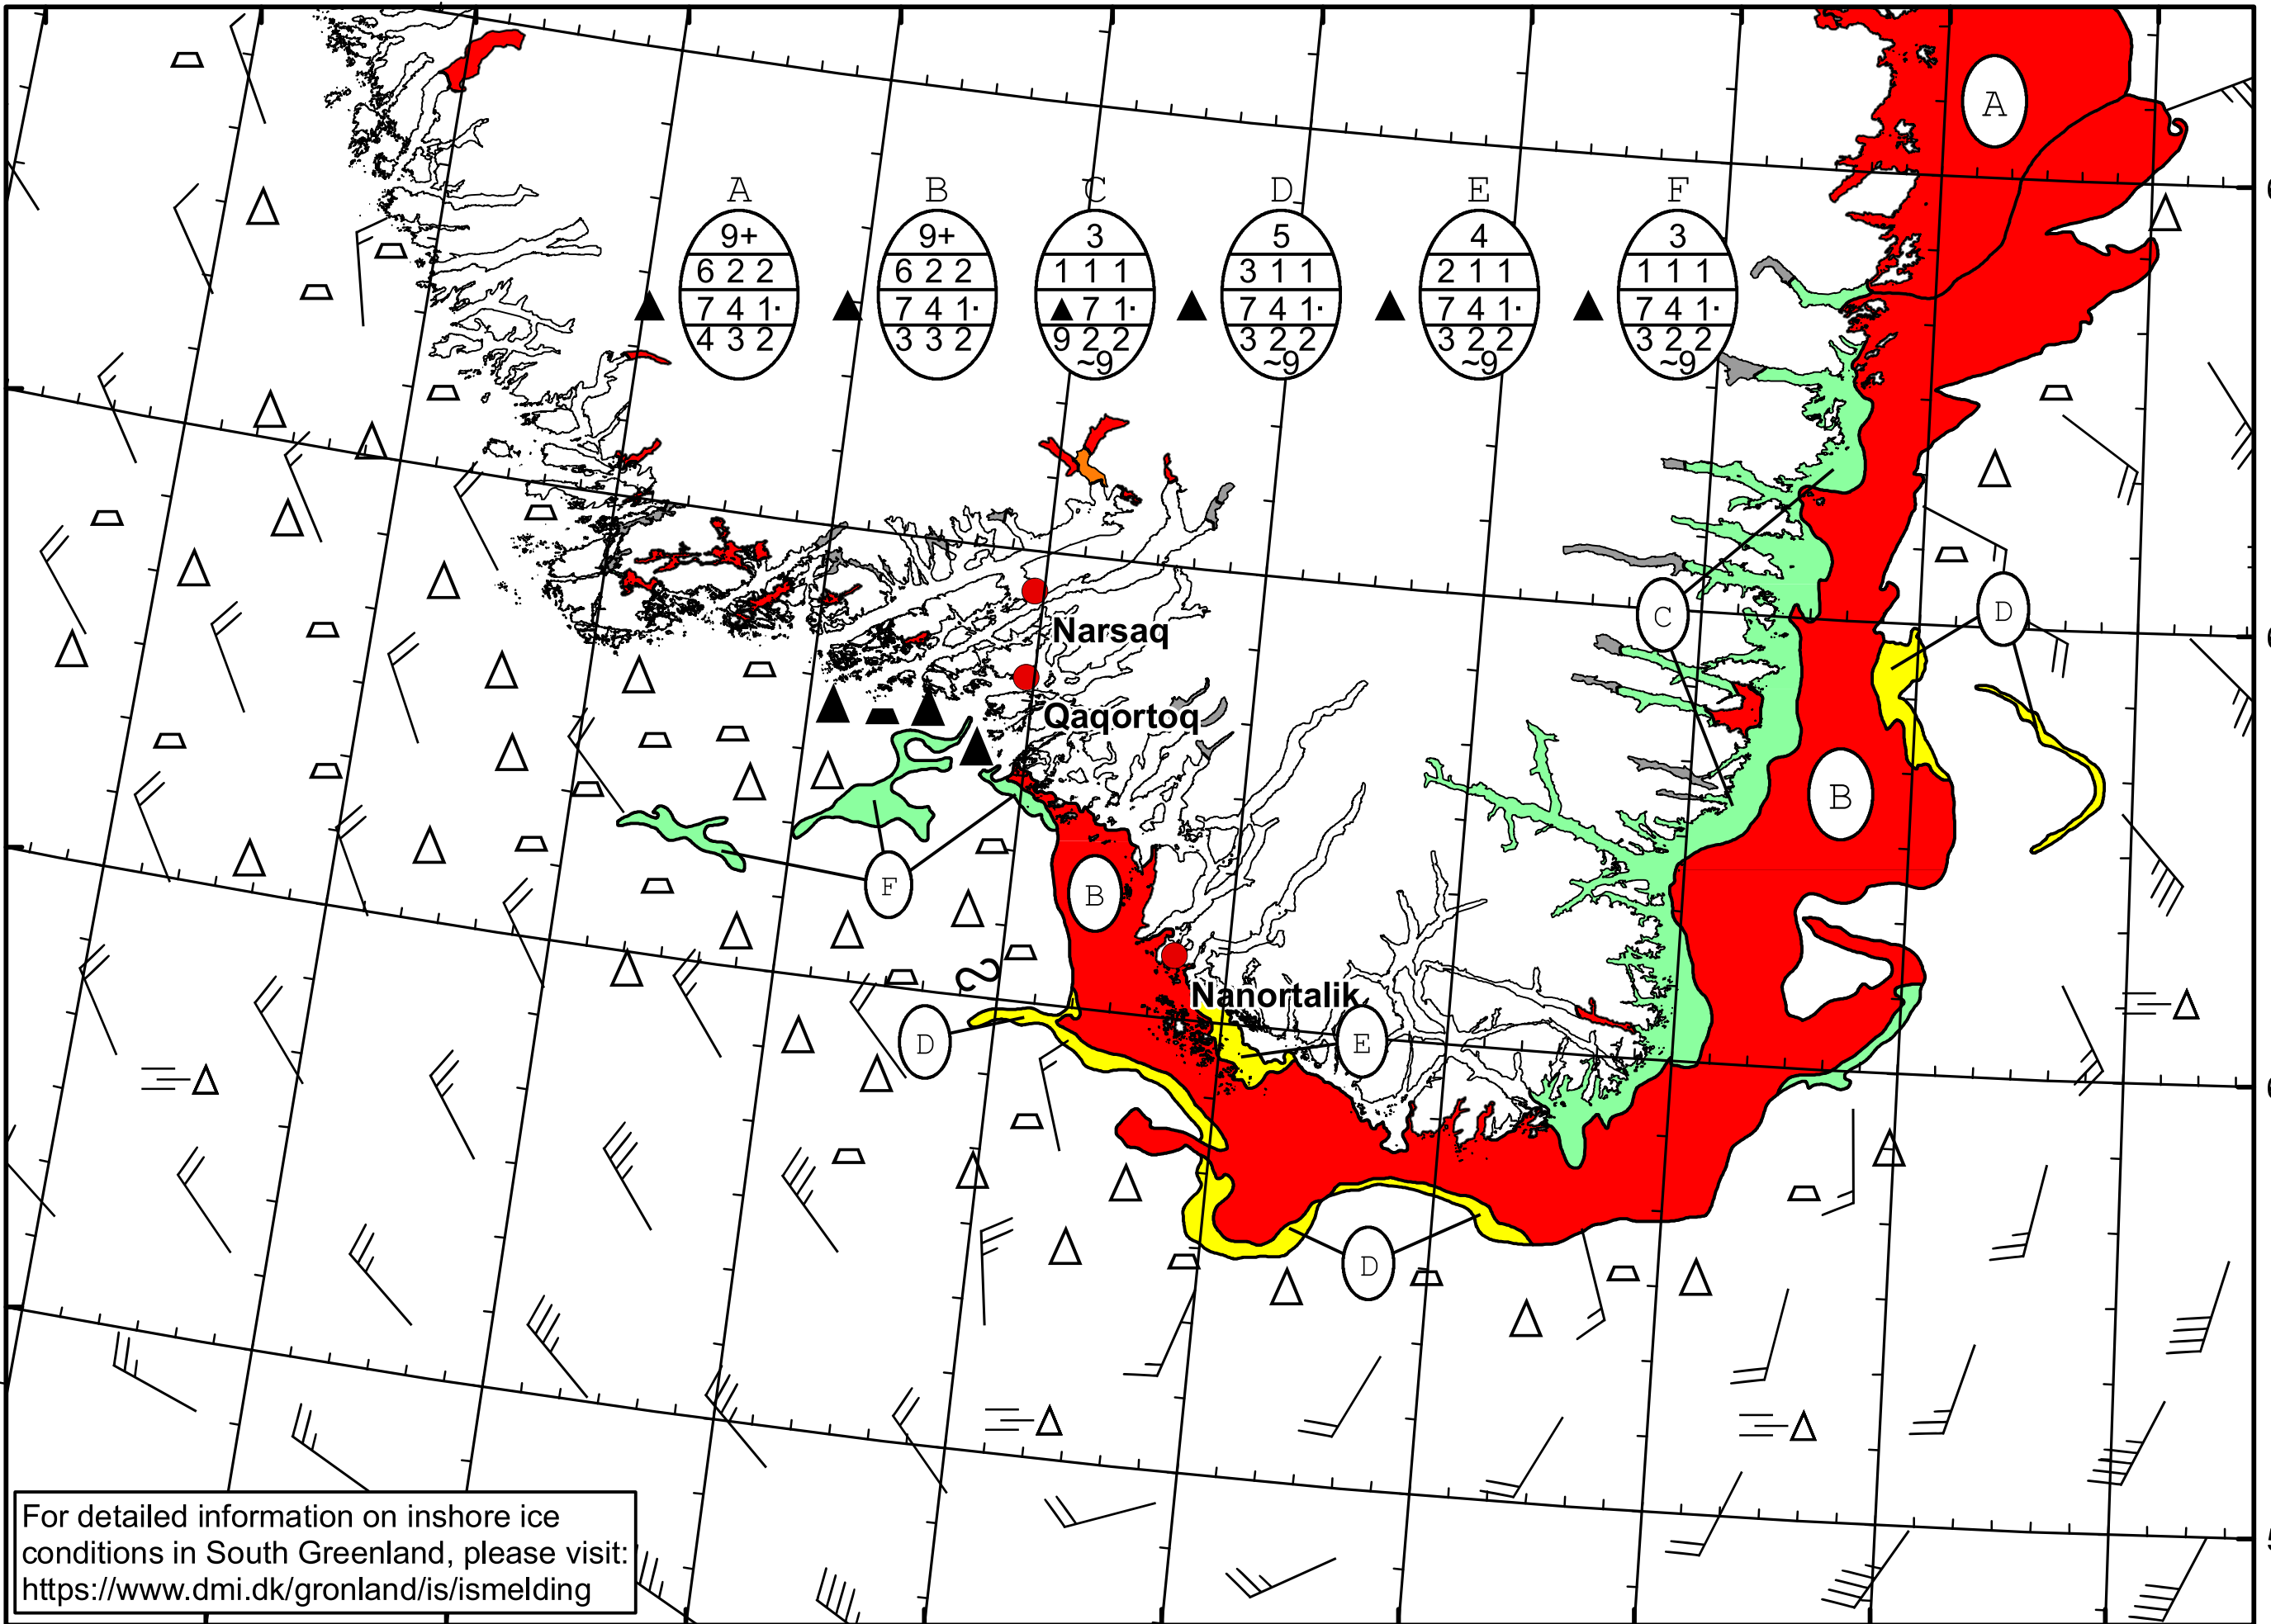 A
A B C D E F
9+ 9+ 3 5 4 3
6 2 2 6 2 2 1 1 1 3 1 1 2 1 1 1 1 1
▲ 7 4 1· ▲ 7 4 1· ▲ 7 1· ▲ 7 4 1· ▲ 7 4 1· ▲ 7 4 1·
4 3 2 3 3 2 9 2 2 3 2 2 3 2 2 3 2 2
~9 ~9 ~9 ~9
C
D
Narsaq
Qaqortoq
B
F
B
Nanortalik
D
E
D
For detailed information on inshore ice
conditions in South Greenland, please visit:
https://www.dmi.dk/gronland/is/ismelding